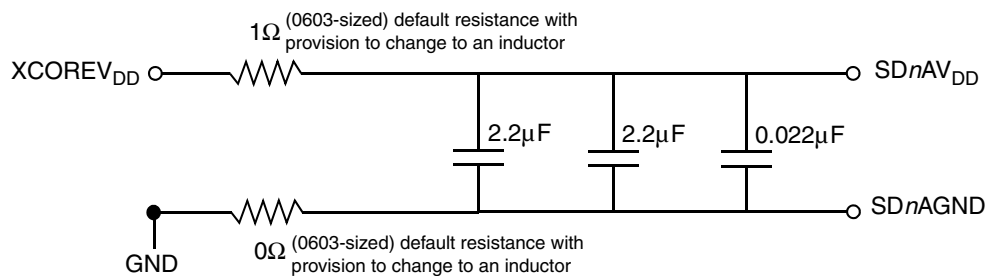 1Ω (0603-sized) default resistance with
provision to change to an inductor
XCOREVDD
SDnAVDD
2.2μF
2.2μF
0.022μF
SDnAGND
GND
0Ω (0603-sized) default resistance with
provision to change to an inductor